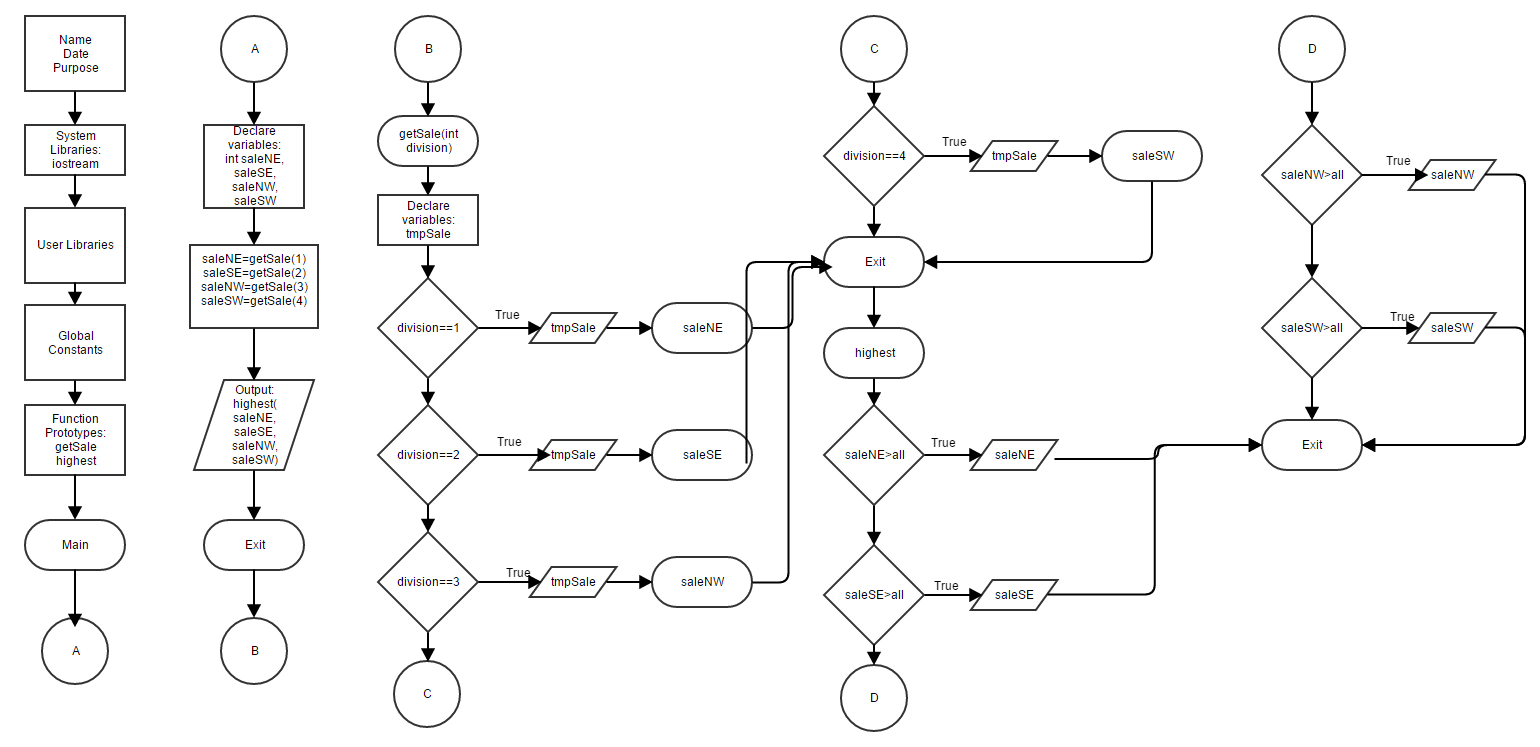 Name
Date
Purpose
System
Libraries:
iostream
User Libraries
Global
Constants
Function
Prototypes:
getSale
highest
Main
A
A
Declare
variables:
int saleNE,
saleSE,
saleNW,
saleSW
saleNE=getSale(1)
saleSE=getSale(2)
saleNW=getSale(3)
saleSW=getSale(4)
Output:
highest(
saleNE,
saleSE,
saleNW,
saleSW)
Exit
B
B
getSale(int
division)
Declare
variables:
tmpSale
division==1
True
tmpSale
saleNE
division==2
True
tmpSale
saleSE
division==3
True
tmpSale
saleNW
C
C
division==4
True
tmpSale
saleSW
Exit
highest
saleNE>all
True
saleNE
saleSE>all
True
saleSE
D
D
saleNW>all
True
saleNW
saleSW>all
True
saleSW
Exit